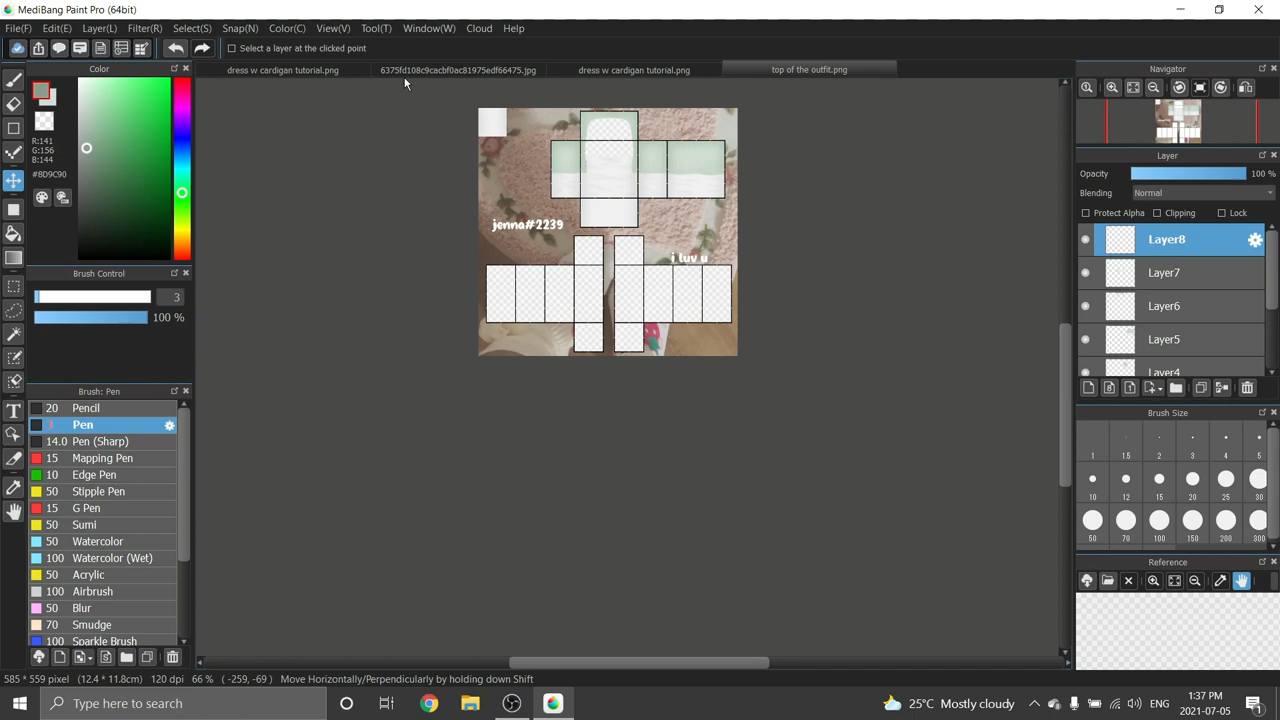 MediBang Paint Pro (64bit)
File(F) Edit(E) Layer(L) Filter(R) Select(S) Snap(N) Color(C) View(V) Tool(T) Window(W) Cloud Help
Select a layer at the clicked point
Color
dress w cardigan tutorial.png 6375fd108c9cacbf0ac81975edf66475.jpg dress w cardigan tutorial.png top of the outfit.png
R:141
G:156
B:144
#8D9C90
Brush Control
3
100 %
Brush: Pen
20 Pencil
3 Pen
14.0 Pen (Sharp)
15 Mapping Pen
10 Edge Pen
50 Stipple Pen
15 G Pen
50 Sumi
50 Watercolor
100 Watercolor (Wet)
50 Acrylic
100 Airbrush
50 Blur
70 Smudge
100 Sparkle Brush
jenna#2239
i luv u
Navigator
Layer
Opacity 100 %
Blending Normal
Protect Alpha Clipping Lock
Layer8
Layer7
Layer6
Layer5
Layer4
Brush Size
1 1.5 2 3 4 5
10 12 15 20 25 30
50 70 100 150 200 300
Reference
585 * 559 pixel (12.4 * 11.8cm) 120 dpi 66 % ( -259, -69 ) Move Horizontally/Perpendicularly by holding down Shift
Type here to search
25°C Mostly cloudy
ENG
1:37 PM
2021-07-05
1